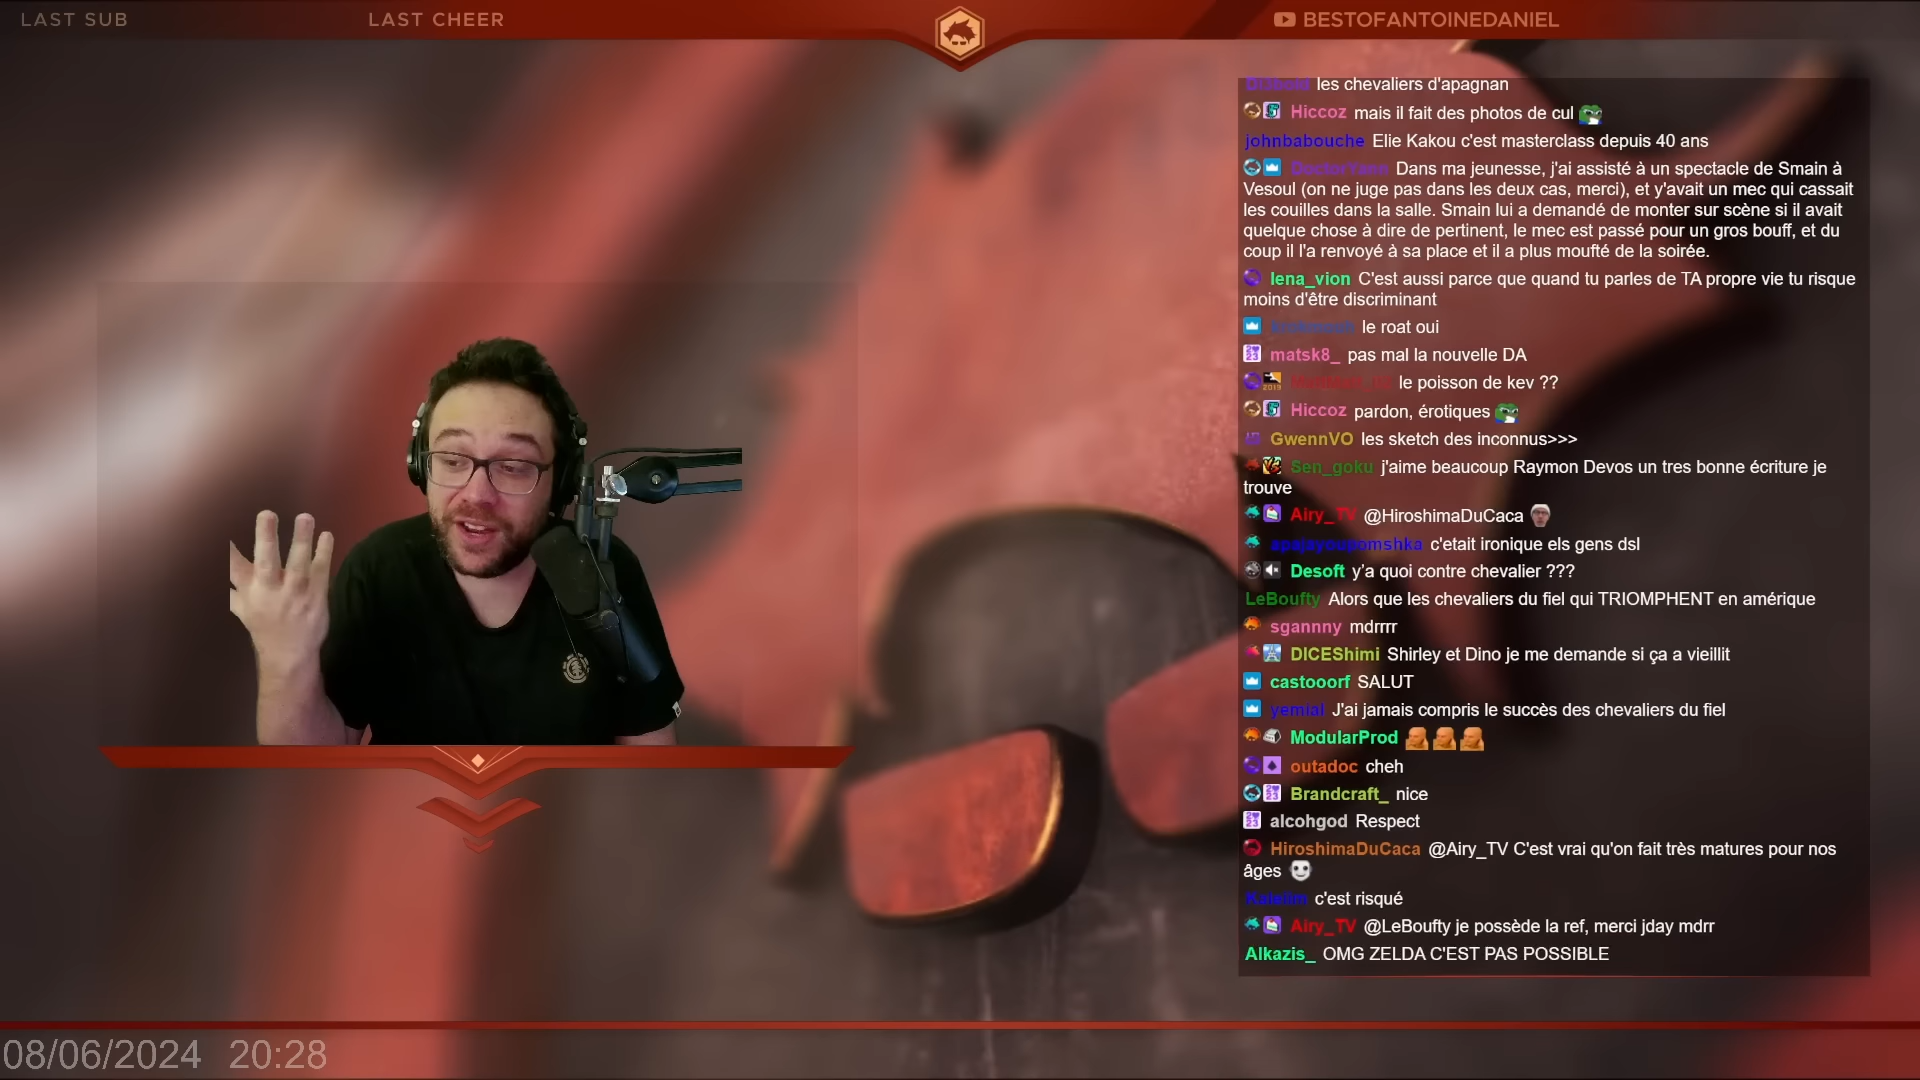 LAST SUB
LAST CHEER
BESTOFANTOINEDANIEL
les chevaliers d'apagnan
Hiccoz mais il fait des photos de cul
johnbabouche Elie Kakou c'est masterclass depuis 40 ans
DoctorYann Dans ma jeunesse, j'ai assisté à un spectacle de Smain à
Vesoul (on ne juge pas dans les deux cas, merci), et y'avait un mec qui cassait
les couilles dans la salle. Smain lui a demandé de monter sur scène si il avait
quelque chose à dire de pertinent, le mec est passé pour un gros bouff, et du
coup il l'a renvoyé à sa place et il a plus moufté de la soirée.
lena_vion C'est aussi parce que quand tu parles de TA propre vie tu risque
moins d'être discriminant
le roat oui
matsk8_ pas mal la nouvelle DA
le poisson de kev ??
Hiccoz pardon, érotiques
GwennVO les sketch des inconnus>>>
Sen_goku j'aime beaucoup Raymon Devos un tres bonne écriture je
trouve
Airy_TV @HiroshimaDuCaca
c'etait ironique els gens dsl
Desoft y'a quoi contre chevalier ???
LeBoufty Alors que les chevaliers du fiel qui TRIOMPHENT en amérique
sgannny mdrrrr
DICEShimi Shirley et Dino je me demande si ça a vieillit
castooorf SALUT
yemial J'ai jamais compris le succès des chevaliers du fiel
ModularProd
outadoc cheh
Brandcraft_ nice
alcohgod Respect
HiroshimaDuCaca @Airy_TV C'est vrai qu'on fait très matures pour nos
âges
c'est risqué
Airy_TV @LeBoufty je possède la ref, merci jday mdrr
Alkazis_ OMG ZELDA C'EST PAS POSSIBLE
08/06/2024 20:28